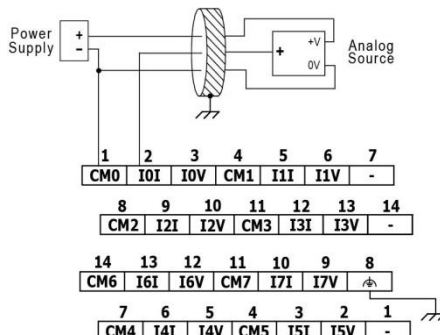 Power Supply
+
-
+
+V
0V
Analog Source
1 2 3 4 5 6 7
CM0 I0I I0V CM1 I1I I1V -
8 9 10 11 12 13 14
CM2 I2I I2V CM3 I3I I3V -
14 13 12 11 10 9 8
CM6 I6I I6V CM7 I7I I7V
7 6 5 4 3 2 1
CM4 I4I I4V CM5 I5I I5V -